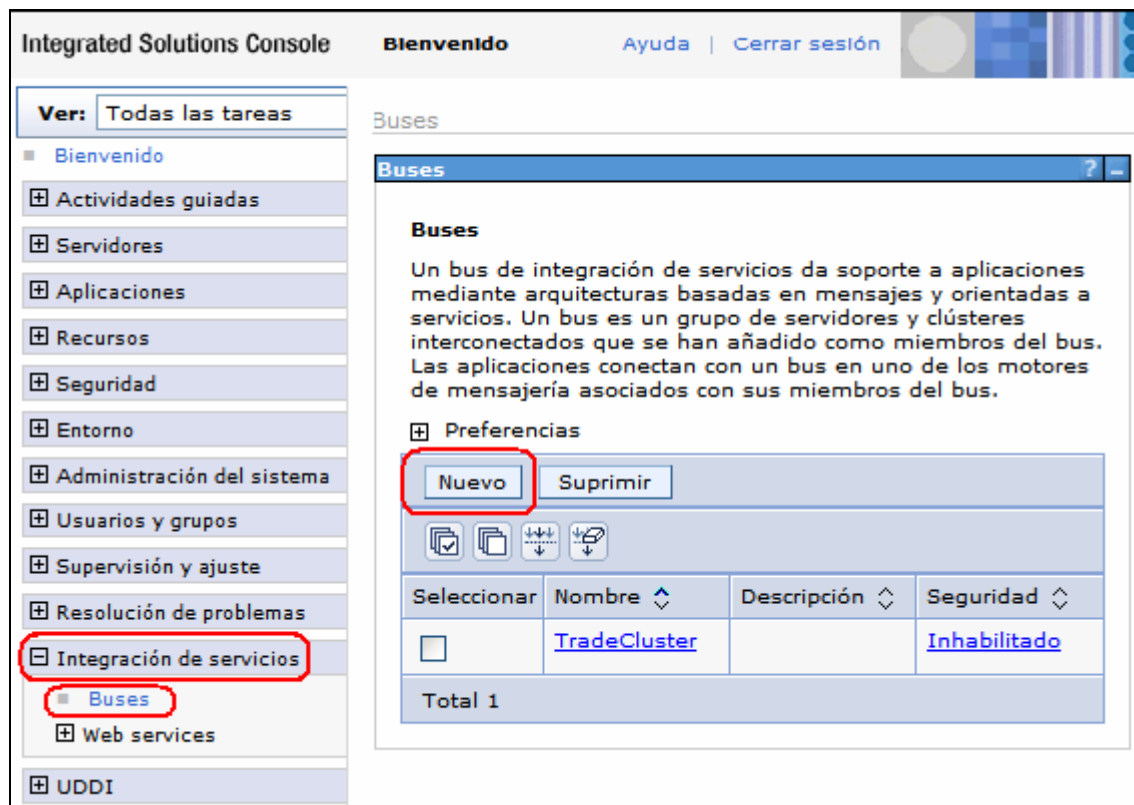 Integrated Solutions Console Bienvenido Ayuda | Cerrar sesión
Ver: Todas las tareas
Bienvenido
Actividades guiadas
Servidores
Aplicaciones
Recursos
Seguridad
Entorno
Administración del sistema
Usuarios y grupos
Supervisión y ajuste
Resolución de problemas
Integración de servicios
Buses
Web services
UDDI
Buses
Buses ? -
Buses
Un bus de integración de servicios da soporte a aplicaciones
mediante arquitecturas basadas en mensajes y orientadas a
servicios. Un bus es un grupo de servidores y clústeres
interconectados que se han añadido como miembros del bus.
Las aplicaciones conectan con un bus en uno de los motores
de mensajería asociados con sus miembros del bus.
Preferencias
Nuevo Suprimir
Seleccionar Nombre Descripción Seguridad
TradeCluster Inhabilitado
Total 1